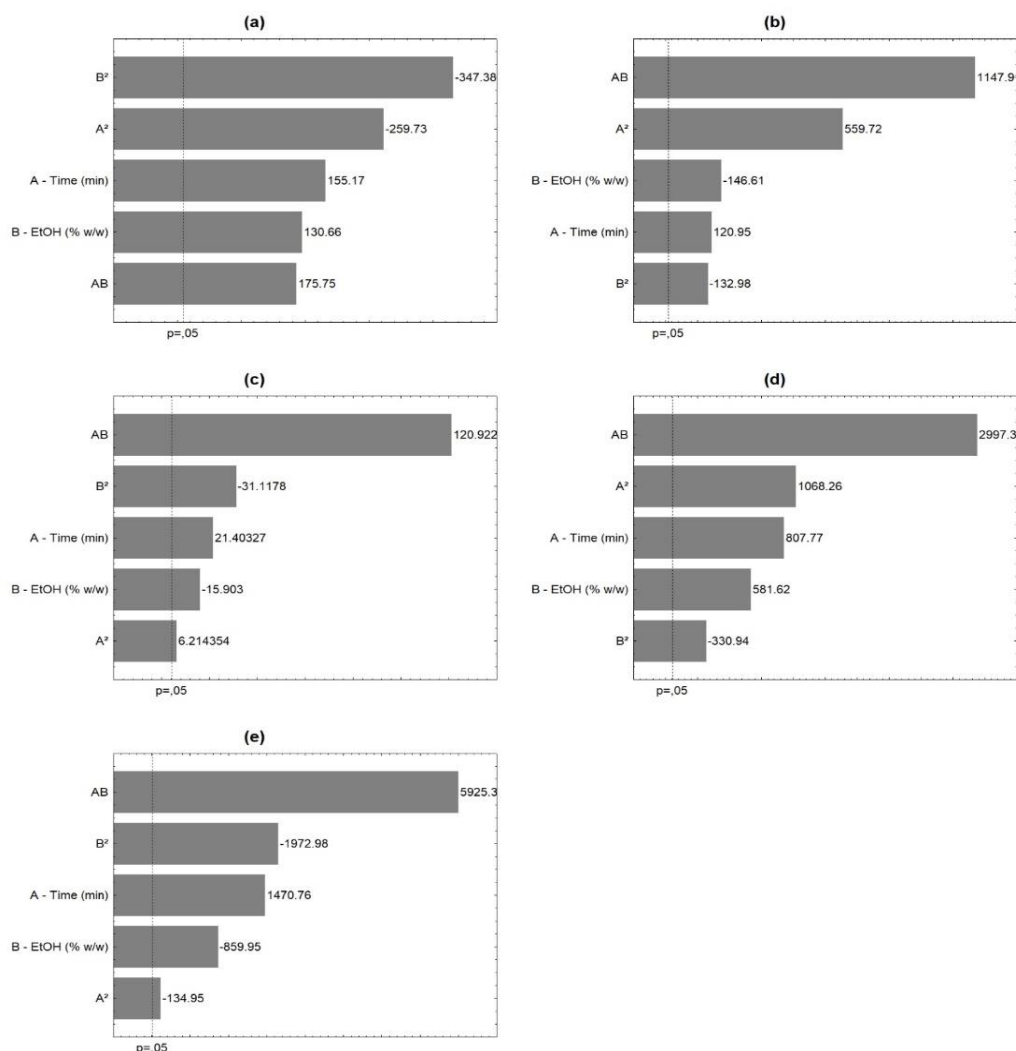 (a)
B²
-347.38
A²
-259.73
A - Time (min)
155.17
B - EtOH (% w/w)
130.66
AB
175.75
p=,05
(b)
AB
1147.9
A²
559.72
B - EtOH (% w/w)
-146.61
A - Time (min)
120.95
B²
-132.98
p=,05
(c)
AB
120.922
B²
-31.1178
A - Time (min)
21.40327
B - EtOH (% w/w)
-15.903
A²
6.214354
p=,05
(d)
AB
2997.3
A²
1068.26
A - Time (min)
807.77
B - EtOH (% w/w)
581.62
B²
-330.94
p=,05
(e)
AB
5925.3
B²
-1972.98
A - Time (min)
1470.76
B - EtOH (% w/w)
-859.95
A²
-134.95
p=,05